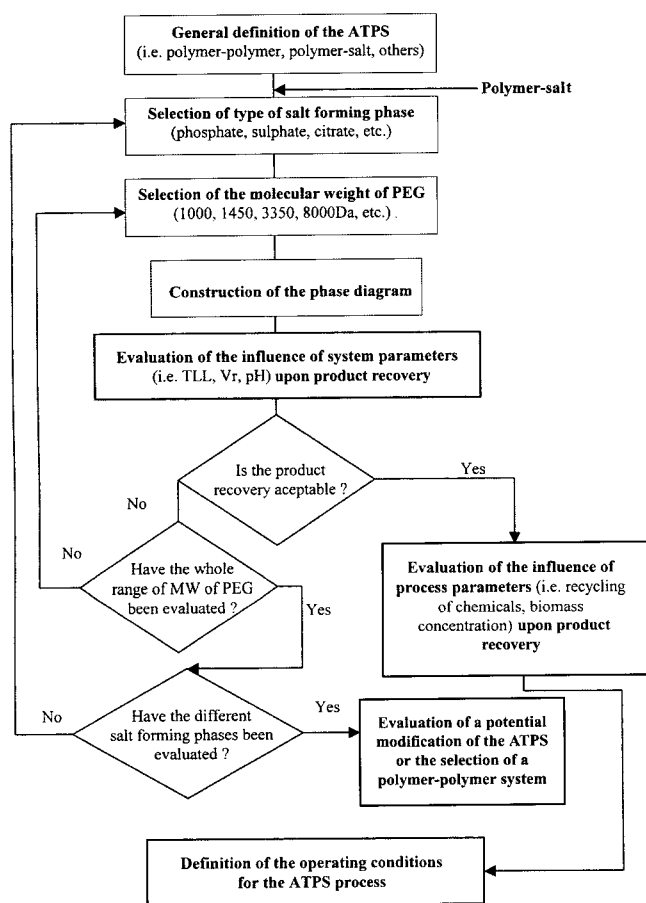 General definition of the ATPS
(i.e. polymer-polymer, polymer-salt, others)
Polymer-salt
Selection of type of salt forming phase
(phosphate, sulphate, citrate, etc.)
Selection of the molecular weight of PEG
(1000, 1450, 3350, 8000Da, etc.) .
Construction of the phase diagram
Evaluation of the influence of system parameters
(i.e. TLL, Vr, pH) upon product recovery
Is the product
recovery aceptable ?
Yes
No
No
Have the whole
range of MW of PEG
been evaluated ?
Yes
Evaluation of the influence of
process parameters (i.e. recycling
of chemicals, biomass
concentration) upon product
recovery
No
Have the different
salt forming phases been
evaluated ?
Yes
Evaluation of a potential
modification of the ATPS
or the selection of a
polymer-polymer system
Definition of the operating conditions
for the ATPS process